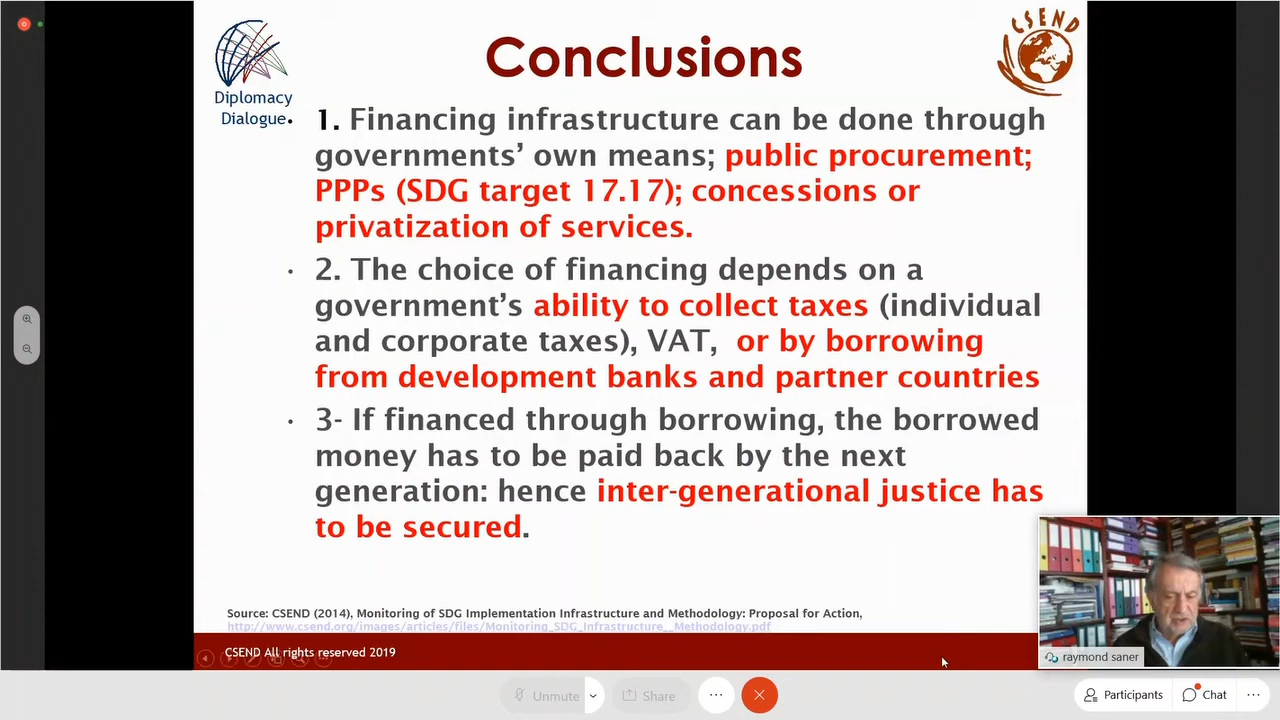 Conclusions
CSEND
Diplomacy
Dialogue
• 1. Financing infrastructure can be done through
governments’ own means; public procurement;
PPPs (SDG target 17.17); concessions or
privatization of services.
• 2. The choice of financing depends on a
government’s ability to collect taxes (individual
and corporate taxes), VAT, or by borrowing
from development banks and partner countries
• 3- If financed through borrowing, the borrowed
money has to be paid back by the next
generation: hence inter-generational justice has
to be secured.
Source: CSEND (2014), Monitoring of SDG Implementation Infrastructure and Methodology: Proposal for Action,
http://www.csend.org/images/articles/files/Monitoring_SDG_Infrastructure__Methodology.pdf
CSEND All rights reserved 2019
raymond saner
Unmute
Share
Participants
Chat